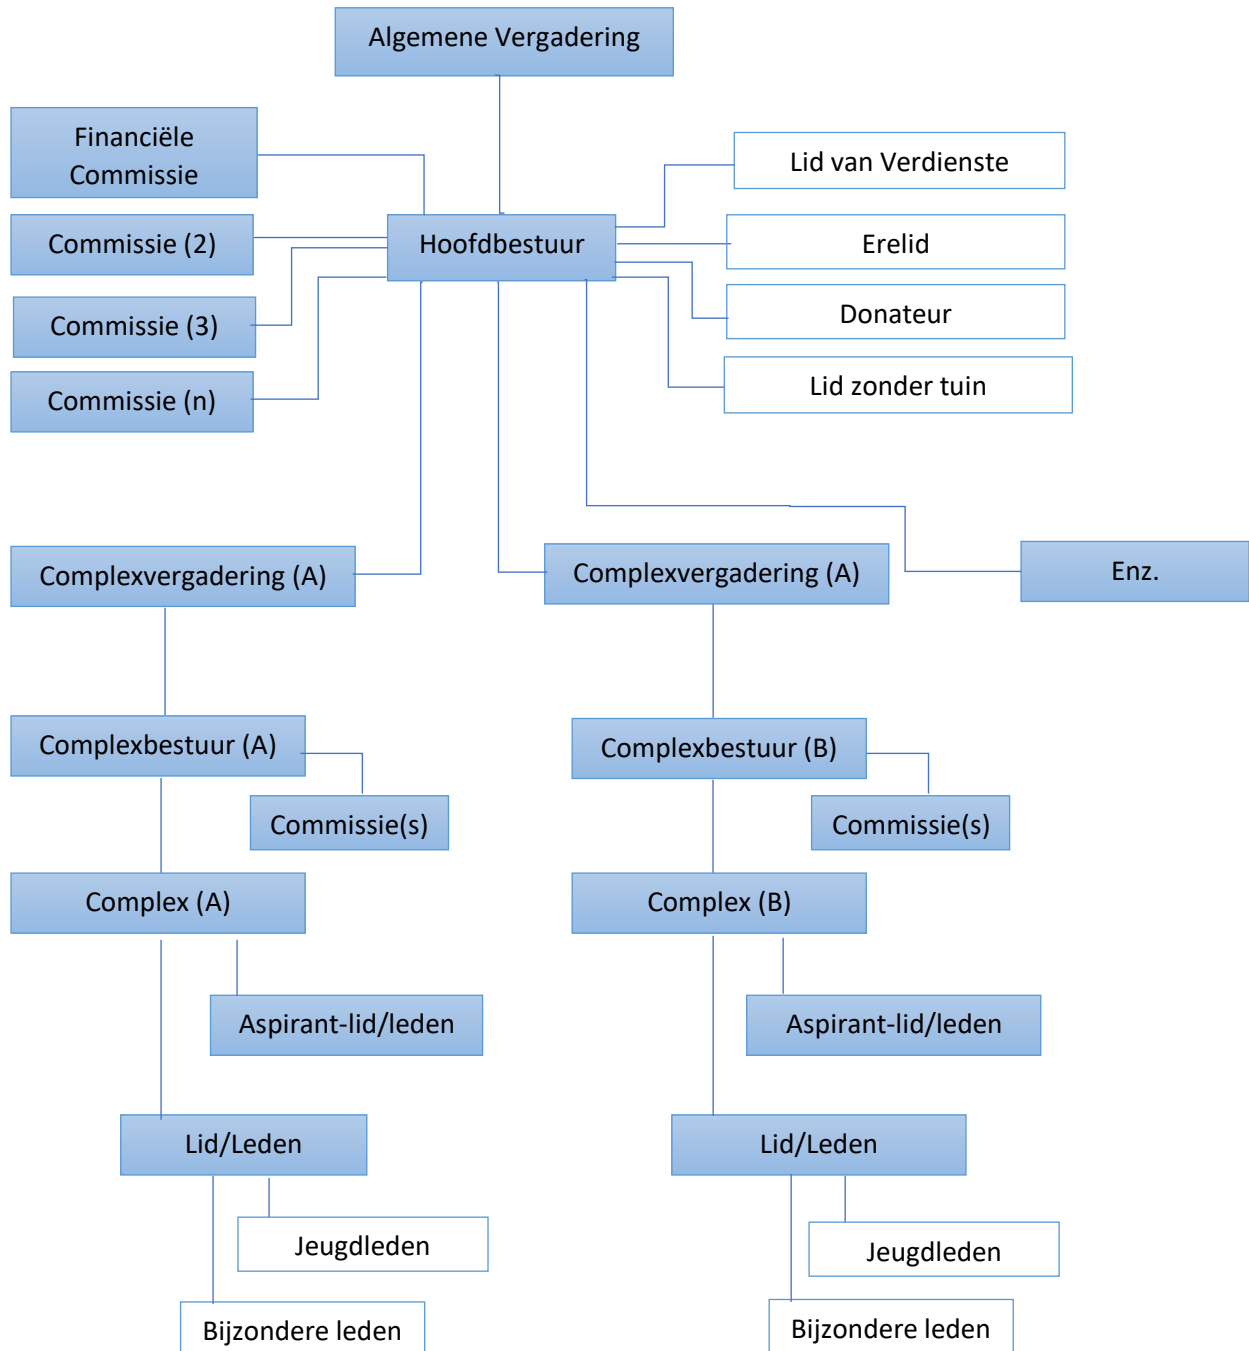 Algemene Vergadering
Financiële
Commissie
Lid van Verdienste
Commissie (2)
Hoofdbestuur
Erelid
Commissie (3)
Donateur
Commissie (n)
Lid zonder tuin
Complexvergadering (A)
Complexvergadering (A)
Enz.
Complexbestuur (A)
Complexbestuur (B)
Commissie(s)
Commissie(s)
Complex (A)
Complex (B)
Aspirant-lid/leden
Aspirant-lid/leden
Lid/Leden
Lid/Leden
Jeugdleden
Jeugdleden
Bijzondere leden
Bijzondere leden